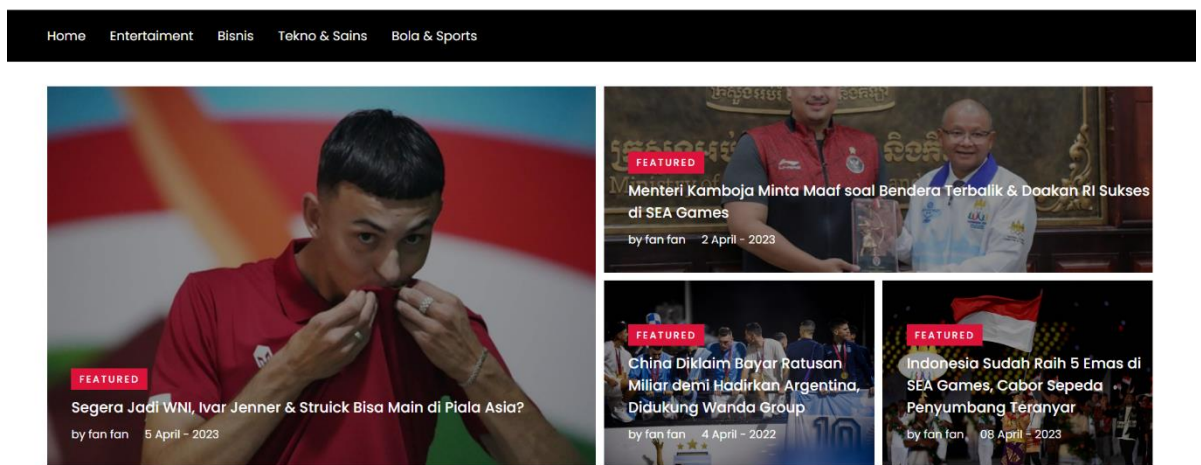 Home Entertaiment Bisnis Tekno & Sains Bola & Sports
FEATURED
Segera Jadi WNI, Ivar Jenner & Struick Bisa Main di Piala Asia?
by fan fan 5 April - 2023
FEATURED
Menteri Kamboja Minta Maaf soal Bendera Terbalik & Doakan RI Sukses
di SEA Games
by fan fan 2 April - 2023
FEATURED
China Diklaim Bayar Ratusan
Miliar demi Hadirkan Argentina,
Didukung Wanda Group
by fan fan 4 April - 2022
10
FEATURED
Indonesia Sudah Raih 5 Emas di
SEA Games, Cabor Sepeda
Penyumbang Teranyar
by fan fan 08 April - 2023